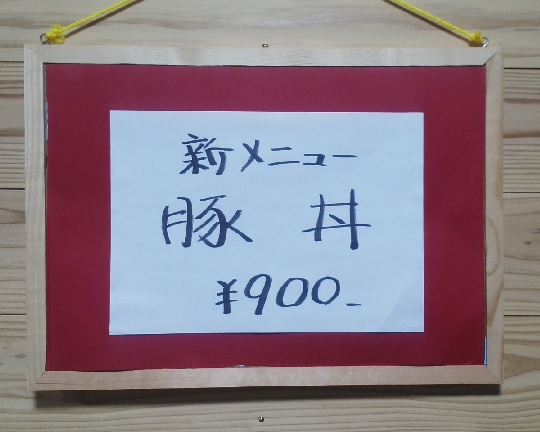 新メニュー
豚 丼
¥900-